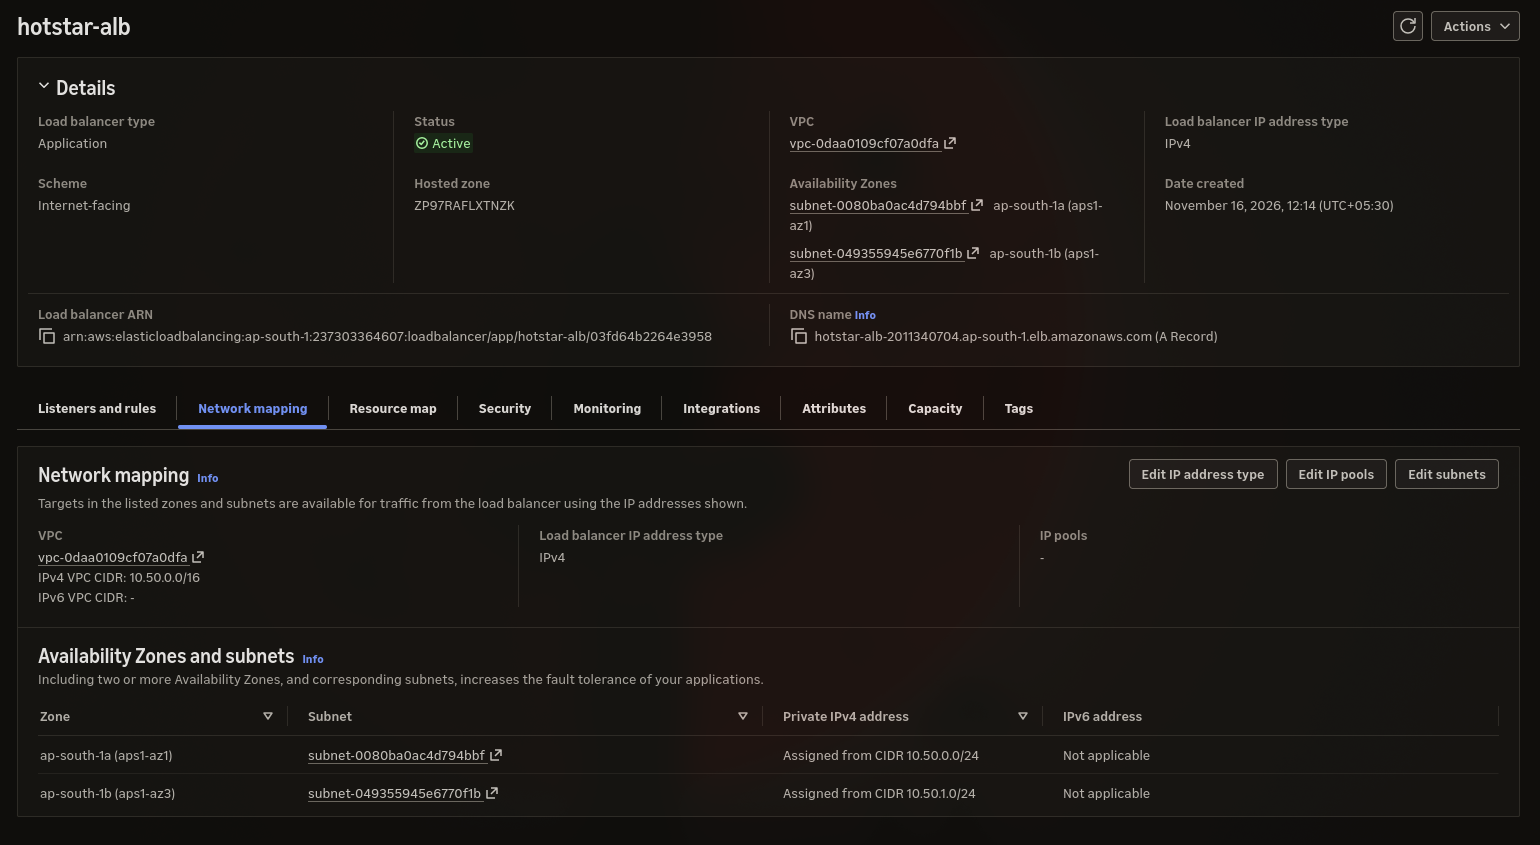 hotstar-alb
Actions
Details
Load balancer type
Application
Status
Active
VPC
vpc-0daa0109cf07a0dfa
Load balancer IP address type
IPv4
Scheme
Internet-facing
Hosted zone
ZP97RAFLXTNZK
Availability Zones
subnet-0080ba0ac4d794bbf ap-south-1a (aps1-
az1)
subnet-049355945e6770f1b ap-south-1b (aps1-
az3)
Date created
November 16, 2026, 12:14 (UTC+05:30)
Load balancer ARN
arn:aws:elasticloadbalancing:ap-south-1:237303364607:loadbalancer/app/hotstar-alb/03fd64b2264e3958
DNS name Info
hotstar-alb-2011340704.ap-south-1.elb.amazonaws.com (A Record)
Listeners and rules
Network mapping
Resource map
Security
Monitoring
Integrations
Attributes
Capacity
Tags
Network mapping Info
Edit IP address type
Edit IP pools
Edit subnets
Targets in the listed zones and subnets are available for traffic from the load balancer using the IP addresses shown.
VPC
vpc-0daa0109cf07a0dfa
IPv4 VPC CIDR: 10.50.0.0/16
IPv6 VPC CIDR: -
Load balancer IP address type
IPv4
IP pools
-
Availability Zones and subnets Info
Including two or more Availability Zones, and corresponding subnets, increases the fault tolerance of your applications.
Zone Subnet Private IPv4 address IPv6 address
ap-south-1a (aps1-az1) subnet-0080ba0ac4d794bbf Assigned from CIDR 10.50.0.0/24 Not applicable
ap-south-1b (aps1-az3) subnet-049355945e6770f1b Assigned from CIDR 10.50.1.0/24 Not applicable